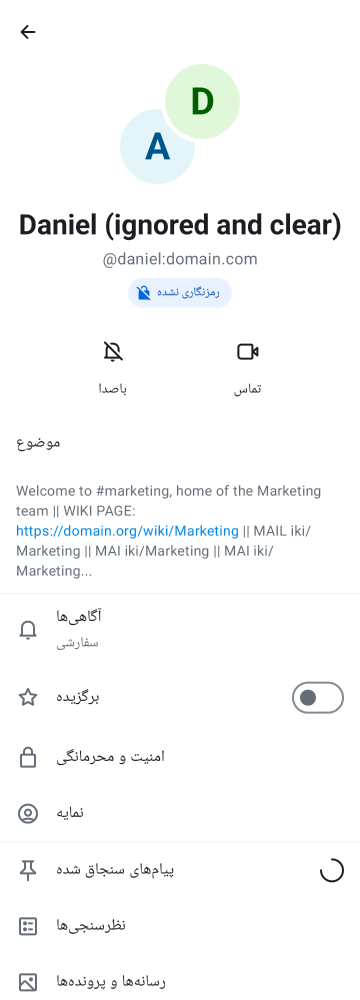 D
A
Daniel (ignored and clear)
@daniel:domain.com
رمزنگاری نشده
باصدا
تماس
موضوع
Welcome to #marketing, home of the Marketing
team || WIKI PAGE:
https://domain.org/wiki/Marketing || MAIL iki/
Marketing || MAI iki/Marketing || MAI iki/
Marketing...
آگاهی‌ها
سفارشی
برگزیده
امنیت و محرمانگی
نمایه
پیام‌های سنجاق شده
نظرسنجی‌ها
رسانه‌ها و پرونده‌ها